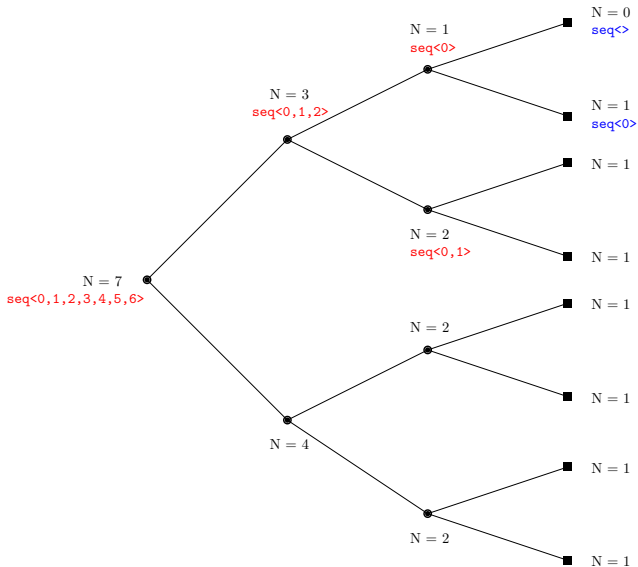 N = 0
seq<>
N = 1
seq<0>
N = 3
seq<0,1,2>
N = 1
seq<0>
N = 1
N = 2
seq<0,1>
N = 1
N = 7
seq<0,1,2,3,4,5,6>
N = 1
N = 2
N = 1
N = 4
N = 1
N = 2
N = 1